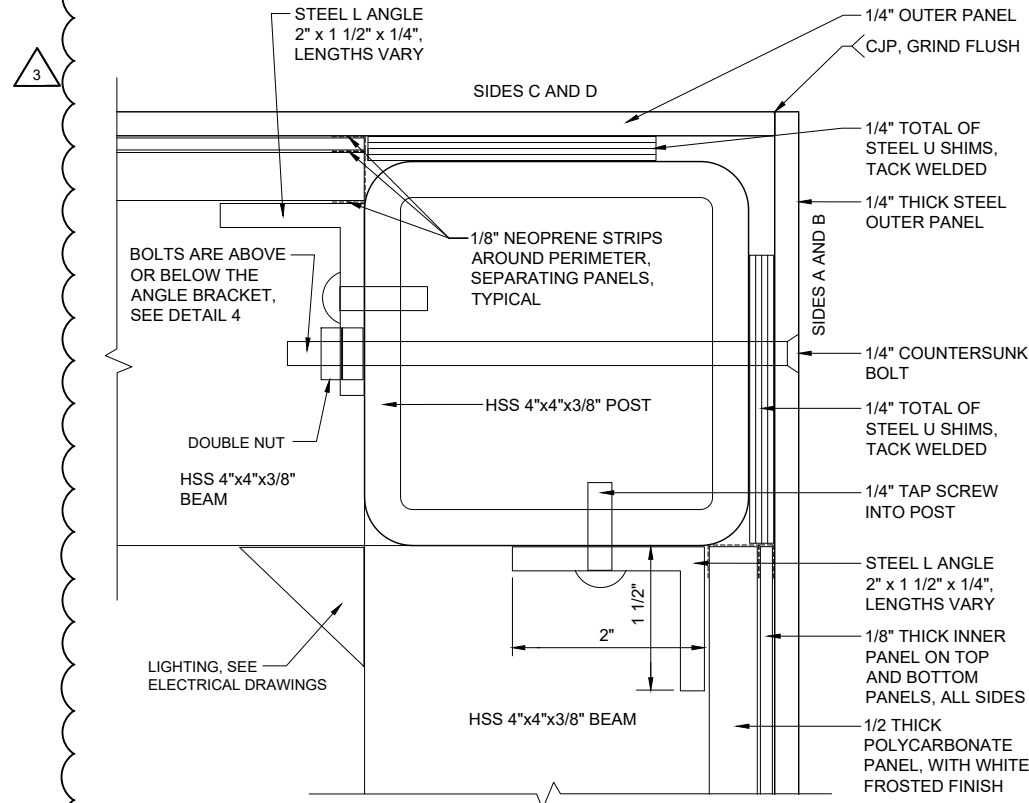 STEEL L ANGLE
2" x 1 1/2" x 1/4",
LENGTHS VARY
3
SIDES C AND D
1/4" OUTER PANEL
CJP, GRIND FLUSH
1/4" TOTAL OF
STEEL U SHIMS,
TACK WELDED
1/4" THICK STEEL
OUTER PANEL
SIDES A AND B
1/8" NEOPRENE STRIPS
AROUND PERIMETER,
SEPARATING PANELS,
TYPICAL
BOLTS ARE ABOVE
OR BELOW THE
ANGLE BRACKET,
SEE DETAIL 4
1/4" COUNTERSUNK
BOLT
HSS 4"x4"x3/8" POST
1/4" TOTAL OF
STEEL U SHIMS,
TACK WELDED
DOUBLE NUT
HSS 4"x4"x3/8"
BEAM
1/4" TAP SCREW
INTO POST
STEEL L ANGLE
2" x 1 1/2" x 1/4",
LENGTHS VARY
1 1/2"
2"
1/8" THICK INNER
PANEL ON TOP
AND BOTTOM
PANELS, ALL SIDES
LIGHTING, SEE
ELECTRICAL DRAWINGS
HSS 4"x4"x3/8" BEAM
1/2 THICK
POLYCARBONATE
PANEL, WITH WHITE
FROSTED FINISH